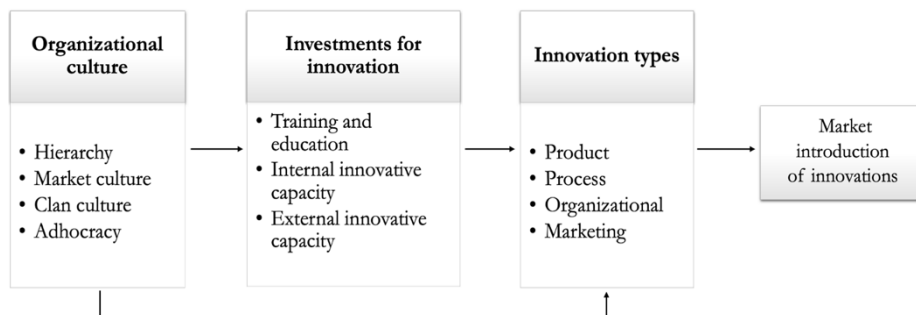 Organizational
culture
• Hierarchy
• Market culture
• Clan culture
• Adhocracy
Investments for
innovation
• Training and
education
• Internal innovative
capacity
• External innovative
capacity
Innovation types
• Product
• Process
• Organizational
• Marketing
Market
introduction
of innovations